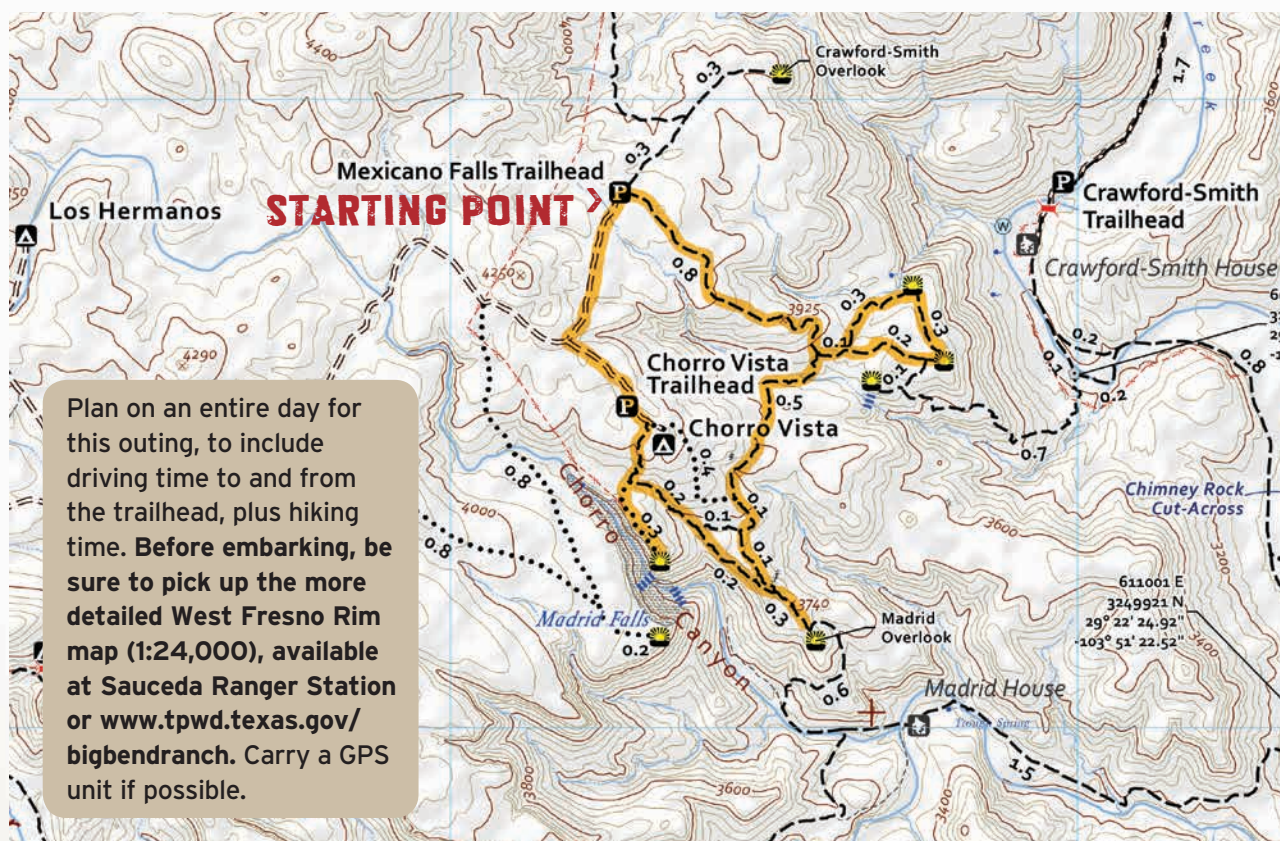 4400
4000
0.3
Crawford-Smith
Overlook
1.7
reek
3600
0.3
Mexicano Falls Trailhead
STARTING POINT
P
P
Crawford-Smith
Trailhead
W
Crawford-Smith House
Los Hermanos
4250
0.8
3925
0.3
0.3
0.2
0.1
0.1
0.2
0.1
0.2
0.8
4290
Chorro Vista
Trailhead
P
Chorro Vista
0.5
0.7
0.4
0.8
0.2
0.1
0.1
0.1
0.3
0.2
0.3
4000
0.8
Chorro
Canyon
Chimney Rock
Cut-Across
3600
3200
3740
Madrid
Overlook
Madrid Falls
0.2
0.6
611001 E
3249921 N
29° 22' 24.92"
-103° 51' 22.52"
3400
Madrid House
1.5
3800
3600
3400
Plan on an entire day for
this outing, to include
driving time to and from
the trailhead, plus hiking
time. Before embarking, be
sure to pick up the more
detailed West Fresno Rim
map (1:24,000), available
at Sauceda Ranger Station
or www.tpwd.texas.gov/
bigbendranch. Carry a GPS
unit if possible.